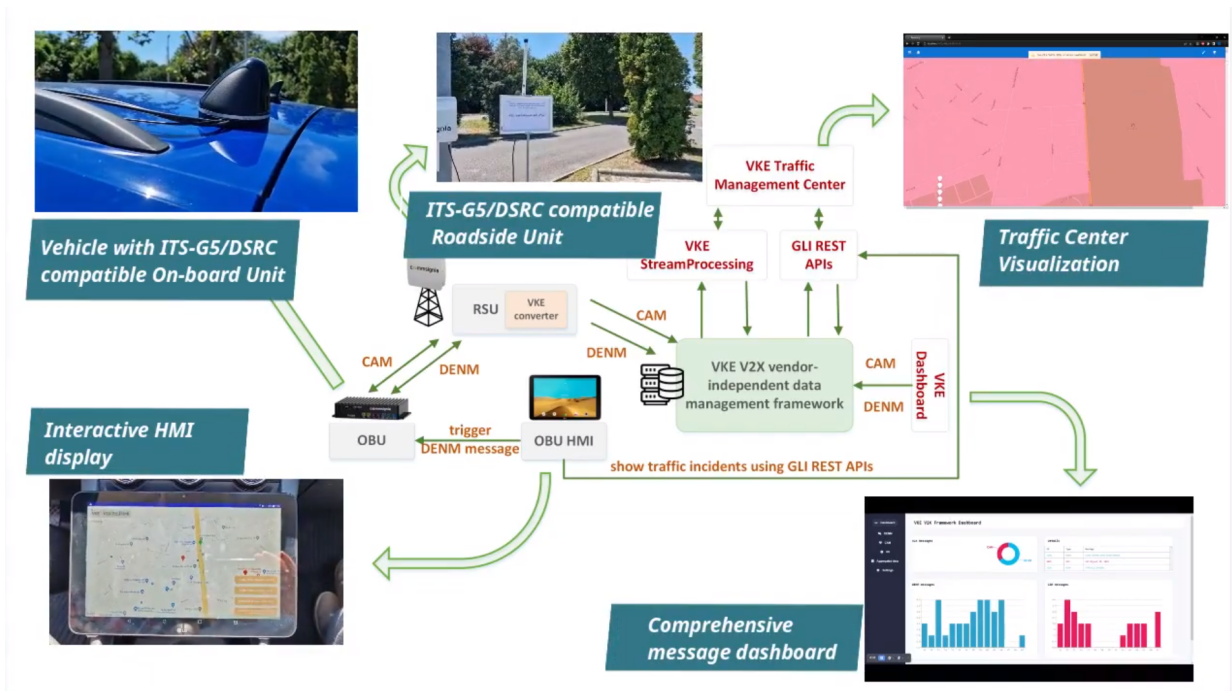 Vehicle with ITS-G5/DSRC
compatible On-board Unit
ITS-G5/DSRC compatible
Roadside Unit
VKE Traffic
Management Center
Traffic Center
Visualization
VKE
StreamProcessing
GLI REST
APIs
RSU
VKE
converter
CAM
DENM
CAM
DENM
VKE V2X vendor-
independent data
management framework
CAM
DENM
VKE
Dashboard
Interactive HMI
display
OBU
trigger
DENM message
OBU HMI
show traffic incidents using GLI REST APIs
Comprehensive
message dashboard
VKE V2X Framework Dashboard